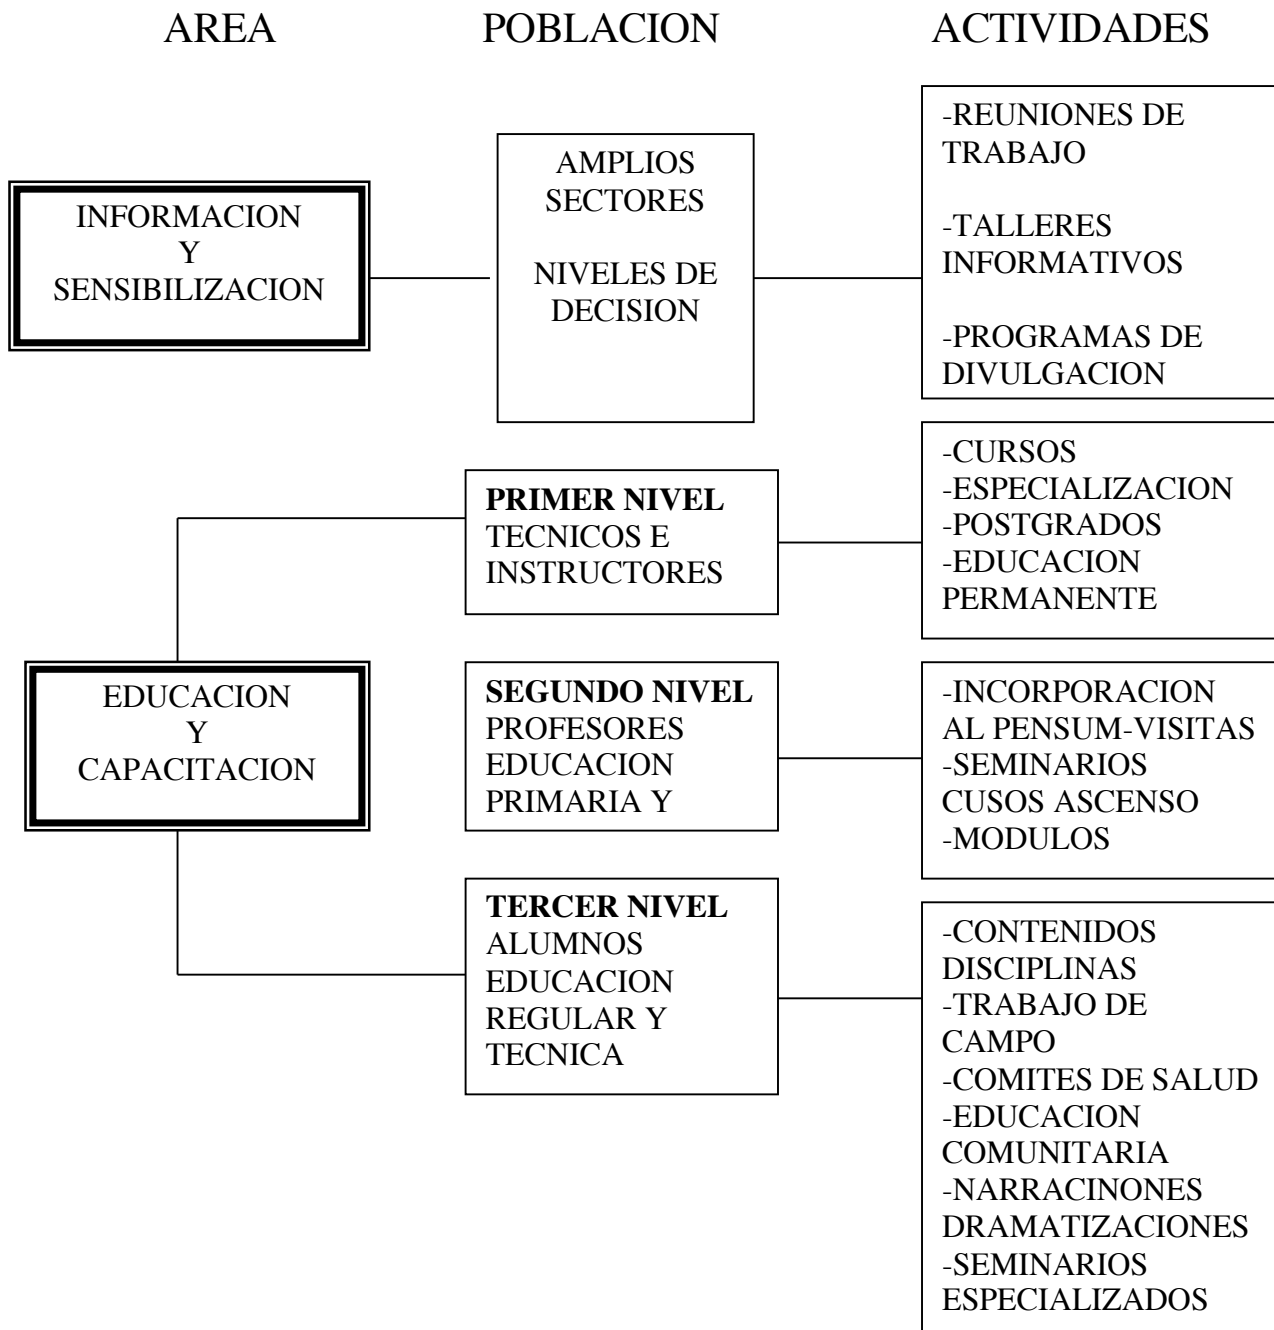 AREA POBLACION ACTIVIDADES
INFORMACION
Y
SENSIBILIZACION
AMPLIOS
SECTORES
NIVELES DE
DECISION
-REUNIONES DE
TRABAJO
-TALLERES
INFORMATIVOS
-PROGRAMAS DE
DIVULGACION
EDUCACION
Y
CAPACITACION
PRIMER NIVEL
TECNICOS E
INSTRUCTORES
-CURSOS
-ESPECIALIZACION
-POSTGRADOS
-EDUCACION
PERMANENTE
SEGUNDO NIVEL
PROFESORES
EDUCACION
PRIMARIA Y
-INCORPORACION
AL PENSUM-VISITAS
-SEMINARIOS
CUSOS ASCENSO
-MODULOS
TERCER NIVEL
ALUMNOS
EDUCACION
REGULAR Y
TECNICA
-CONTENIDOS
DISCIPLINAS
-TRABAJO DE
CAMPO
-COMITES DE SALUD
-EDUCACION
COMUNITARIA
-NARRACINONES
DRAMATIZACIONES
-SEMINARIOS
ESPECIALIZADOS